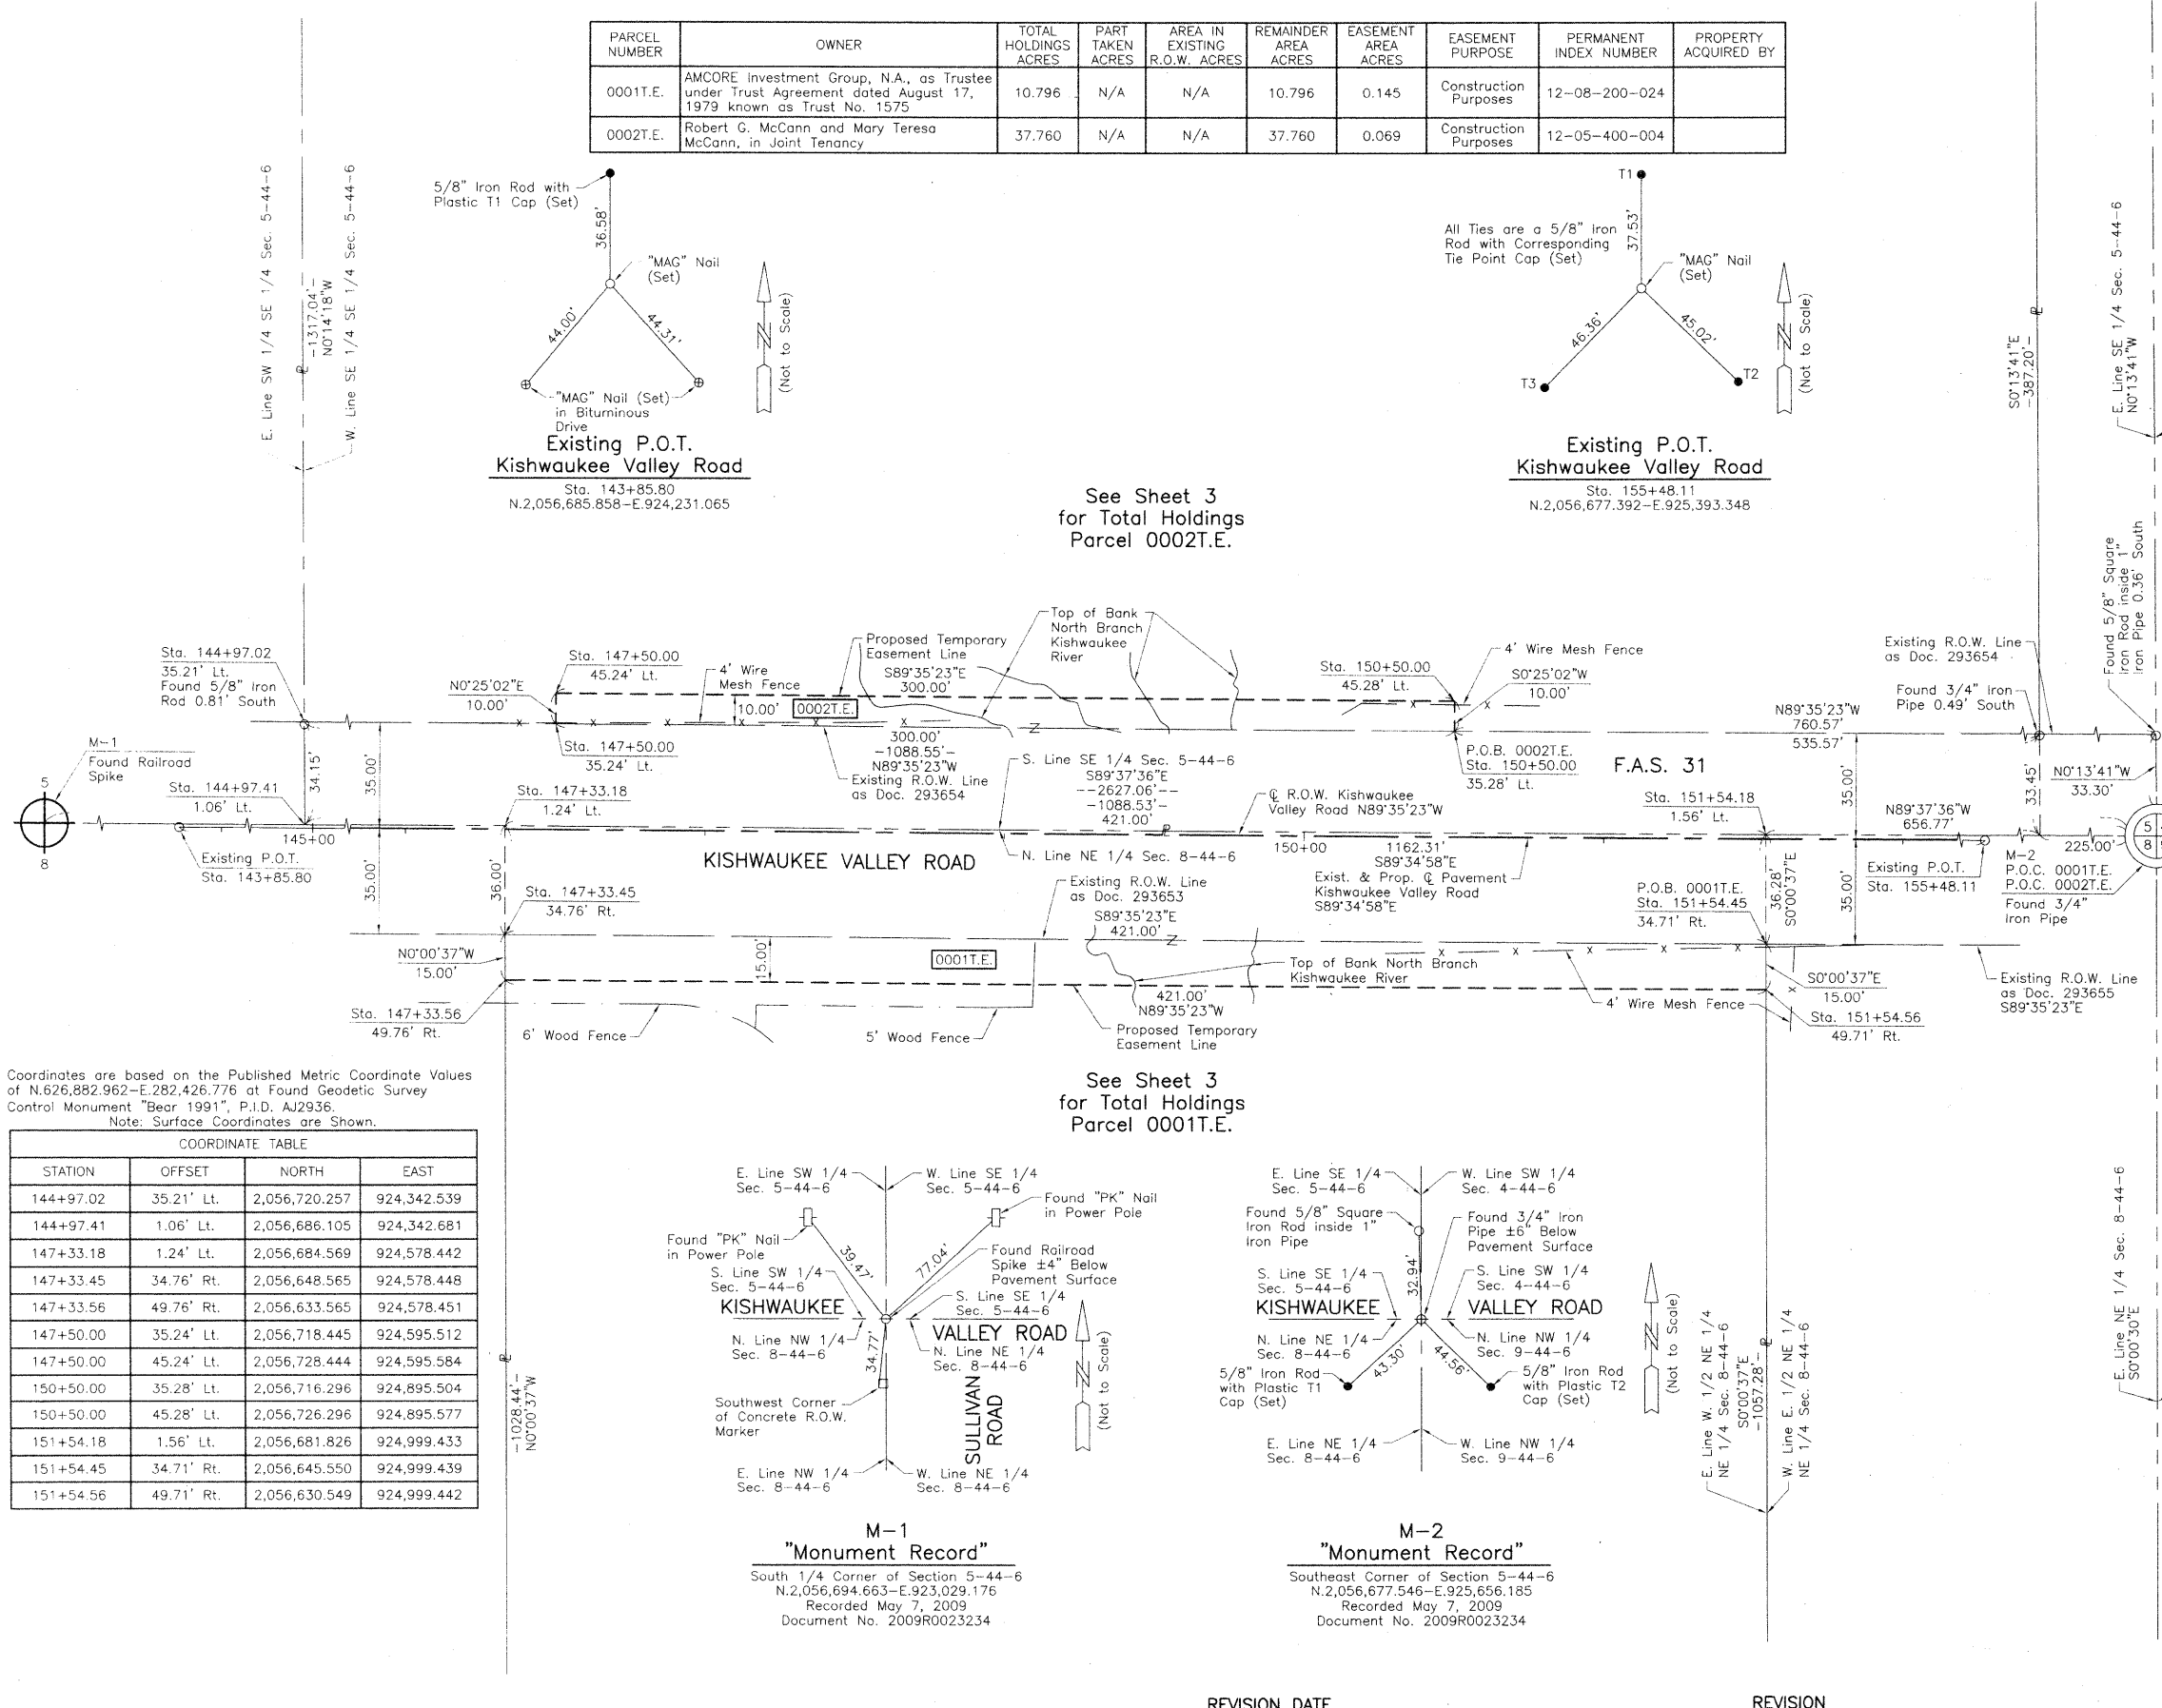 PARCEL NUMBER OWNER TOTAL HOLDINGS ACRES PART TAKEN ACRES AREA IN EXISTING R.O.W. ACRES REMAINDER AREA ACRES EASEMENT AREA ACRES EASEMENT PURPOSE PERMANENT INDEX NUMBER PROPERTY ACQUIRED BY
0001T.E. AMCORE Investment Group, N.A., as Trustee under Trust Agreement dated August 17, 1979 known as Trust No. 1575 10.796 N/A N/A 10.796 0.145 Construction Purposes 12-08-200-024
0002T.E. Robert G. McCann and Mary Teresa McCann, in Joint Tenancy 37.760 N/A N/A 37.760 0.069 Construction Purposes 12-05-400-004
E. Line SW 1/4 SE 1/4 Sec. 5-44-6
-1317.04'-
N0°14'18"W
W. Line SE 1/4 SE 1/4 Sec. 5-44-6
5/8" Iron Rod with
Plastic T1 Cap (Set)
36.58'
"MAG" Nail
(Set)
44.00'
44.31'
"MAG" Nail (Set)
in Bituminous
Drive
(Not to Scale)
Existing P.O.T.
Kishwaukee Valley Road
Sta. 143+85.80
N.2,056,685.858-E.924,231.065
T1
All Ties are a 5/8" Iron
Rod with Corresponding
Tie Point Cap (Set)
37.53'
"MAG" Nail
(Set)
46.36'
45.02'
T3
T2
(Not to Scale)
Existing P.O.T.
Kishwaukee Valley Road
Sta. 155+48.11
N.2,056,677.392-E.925,393.348
S0°13'41"E
-387.20'-
E. Line SE 1/4 Sec. 5-44-6
N0°13'41"W
See Sheet 3
for Total Holdings
Parcel 0002T.E.
Found 5/8" Square
Iron Rod inside 1"
Iron Pipe 0.36' South
Sta. 144+97.02
35.21' Lt.
Found 5/8" Iron
Rod 0.81' South
N0°25'02"E
10.00'
Sta. 147+50.00
45.24' Lt.
4' Wire
Mesh Fence
Proposed Temporary
Easement Line
S89°35'23"E
300.00'
Top of Bank
North Branch
Kishwaukee
River
Sta. 150+50.00
45.28' Lt.
4' Wire Mesh Fence
S0°25'02"W
10.00'
Existing R.O.W. Line
as Doc. 293654
Found 3/4" Iron
Pipe 0.49' South
N89°35'23"W
760.57'
535.57'
10.00'
0002T.E.
300.00'
-1088.55'-
N89°35'23"W
Existing R.O.W. Line
as Doc. 293654
Sta. 147+50.00
35.24' Lt.
M-1
Found Railroad
Spike
5
8
Sta. 144+97.41
1.06' Lt.
34.15'
35.00'
Sta. 147+33.18
1.24' Lt.
S. Line SE 1/4 Sec. 5-44-6
S89°37'36"E
--2627.06'--
-1088.53'-
421.00'
℄ R.O.W. Kishwaukee
Valley Road N89°35'23"W
P.O.B. 0002T.E.
Sta. 150+50.00
35.28' Lt.
F.A.S. 31
Sta. 151+54.18
1.56' Lt.
35.00'
33.45'
N0°13'41"W
33.30'
N89°37'36"W
656.77'
225.00'
5
8
145+00
Existing P.O.T.
Sta. 143+85.80
KISHWAUKEE VALLEY ROAD
N. Line NE 1/4 Sec. 8-44-6
150+00
1162.31'
S89°34'58"E
Exist. & Prop. ℄ Pavement
Kishwaukee Valley Road
S89°34'58"E
Existing P.O.T.
Sta. 155+48.11
M-2
P.O.C. 0001T.E.
P.O.C. 0002T.E.
Found 3/4"
Iron Pipe
35.00'
36.00'
Sta. 147+33.45
34.76' Rt.
Existing R.O.W. Line
as Doc. 293653
S89°35'23"E
421.00'
P.O.B. 0001T.E.
Sta. 151+54.45
34.71' Rt.
36.28'
S0°00'37"E
35.00'
N0°00'37"W
15.00'
15.00'
0001T.E.
Top of Bank North Branch
Kishwaukee River
421.00'
N89°35'23"W
Proposed Temporary
Easement Line
4' Wire Mesh Fence
S0°00'37"E
15.00'
Sta. 151+54.56
49.71' Rt.
Existing R.O.W. Line
as Doc. 293655
S89°35'23"E
Sta. 147+33.56
49.76' Rt.
6' Wood Fence
5' Wood Fence
Coordinates are based on the Published Metric Coordinate Values
of N.626,882.962-E.282,426.776 at Found Geodetic Survey
Control Monument "Bear 1991", P.I.D. AJ2936.
Note: Surface Coordinates are Shown.
COORDINATE TABLE
STATION OFFSET NORTH EAST
144+97.02 35.21' Lt. 2,056,720.257 924,342.539
144+97.41 1.06' Lt. 2,056,686.105 924,342.681
147+33.18 1.24' Lt. 2,056,684.569 924,578.442
147+33.45 34.76' Rt. 2,056,648.565 924,578.448
147+33.56 49.76' Rt. 2,056,633.565 924,578.451
147+50.00 35.24' Lt. 2,056,718.445 924,595.512
147+50.00 45.24' Lt. 2,056,728.444 924,595.584
150+50.00 35.28' Lt. 2,056,716.296 924,895.504
150+50.00 45.28' Lt. 2,056,726.296 924,895.577
151+54.18 1.56' Lt. 2,056,681.826 924,999.433
151+54.45 34.71' Rt. 2,056,645.550 924,999.439
151+54.56 49.71' Rt. 2,056,630.549 924,999.442
-1028.44'-
N0°00'37"W
See Sheet 3
for Total Holdings
Parcel 0001T.E.
E. Line SW 1/4
Sec. 5-44-6
W. Line SE 1/4
Sec. 5-44-6
Found "PK" Nail
in Power Pole
Found "PK" Nail
in Power Pole
39.47'
77.04'
Found Railroad
Spike ±4" Below
Pavement Surface
S. Line SW 1/4
Sec. 5-44-6
S. Line SE 1/4
Sec. 5-44-6
KISHWAUKEE
VALLEY ROAD
N. Line NW 1/4
Sec. 8-44-6
N. Line NE 1/4
Sec. 8-44-6
34.77'
Southwest Corner
of Concrete R.O.W.
Marker
SULLIVAN
ROAD
(Not to Scale)
E. Line NW 1/4
Sec. 8-44-6
W. Line NE 1/4
Sec. 8-44-6
M-1
"Monument Record"
South 1/4 Corner of Section 5-44-6
N.2,056,694.663-E.923,029.176
Recorded May 7, 2009
Document No. 2009R0023234
E. Line SE 1/4
Sec. 5-44-6
W. Line SW 1/4
Sec. 4-44-6
Found 5/8" Square
Iron Rod inside 1"
Iron Pipe
Found 3/4" Iron
Pipe ±6" Below
Pavement Surface
32.94'
S. Line SE 1/4
Sec. 5-44-6
S. Line SW 1/4
Sec. 4-44-6
KISHWAUKEE
VALLEY ROAD
N. Line NE 1/4
Sec. 8-44-6
N. Line NW 1/4
Sec. 9-44-6
43.30'
44.56'
5/8" Iron Rod
with Plastic T1
Cap (Set)
5/8" Iron Rod
with Plastic T2
Cap (Set)
(Not to Scale)
E. Line NE 1/4
Sec. 8-44-6
W. Line NW 1/4
Sec. 9-44-6
M-2
"Monument Record"
Southeast Corner of Section 5-44-6
N.2,056,677.546-E.925,656.185
Recorded May 7, 2009
Document No. 2009R0023234
E. Line W. 1/2 NE 1/4
NE 1/4 Sec. 8-44-6
S0°00'37"E
-1057.28'-
W. Line E. 1/2 NE 1/4
NE 1/4 Sec. 8-44-6
E. Line NE 1/4 Sec. 8-44-6
S0°00'30"E
REVISION DATE
REVISION